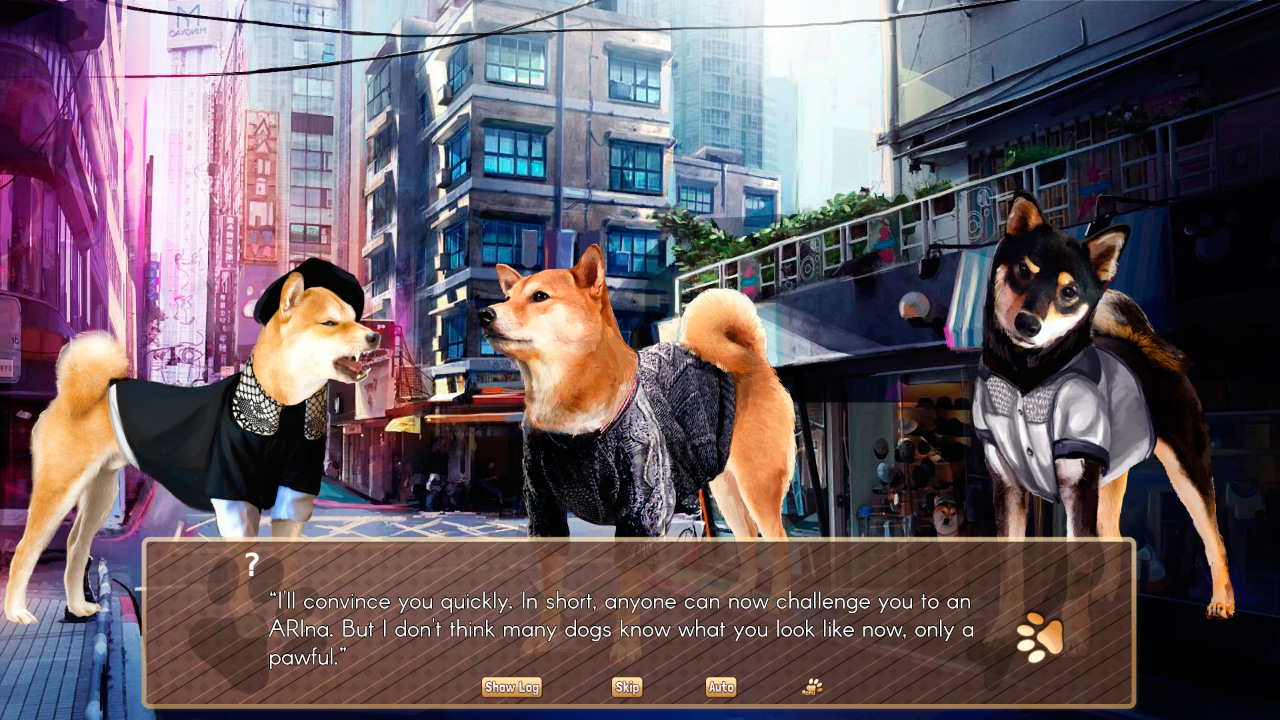 ?
“I'll convince you quickly. In short, anyone can now challenge you to an
ARIna. But I don't think many dogs know what you look like now, only a
pawful.”
Show Log
Skip
Auto
Menu